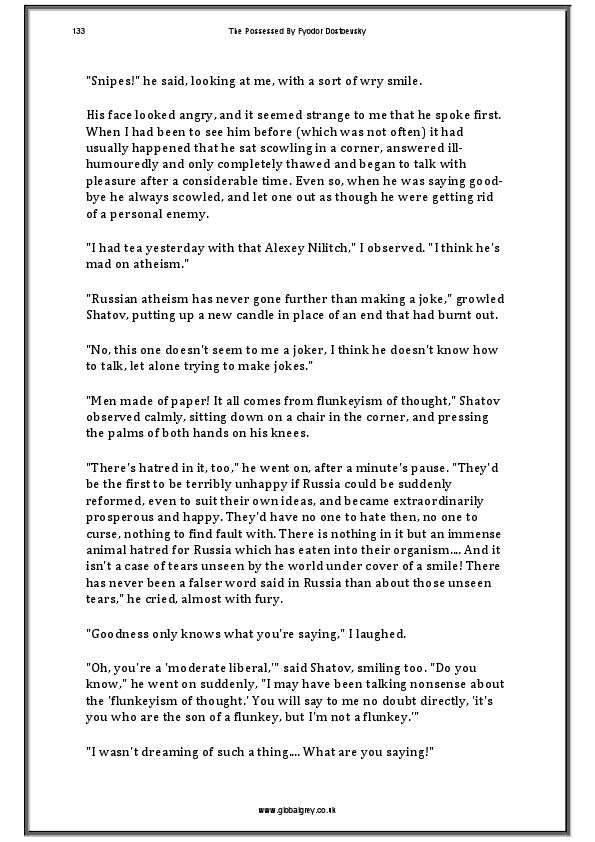 133 The Possessed By Fyodor Dostoevsky
"Snipes!" he said, looking at me, with a sort of wry smile.
His face looked angry, and it seemed strange to me that he spoke first.
When I had been to see him before (which was not often) it had
usually happened that he sat scowling in a corner, answered ill-
humouredly and only completely thawed and began to talk with
pleasure after a considerable time. Even so, when he was saying good-
bye he always scowled, and let one out as though he were getting rid
of a personal enemy.
"I had tea yesterday with that Alexey Nilitch," I observed. "I think he's
mad on atheism."
"Russian atheism has never gone further than making a joke," growled
Shatov, putting up a new candle in place of an end that had burnt out.
"No, this one doesn't seem to me a joker, I think he doesn't know how
to talk, let alone trying to make jokes."
"Men made of paper! It all comes from flunkeyism of thought," Shatov
observed calmly, sitting down on a chair in the corner, and pressing
the palms of both hands on his knees.
"There's hatred in it, too," he went on, after a minute's pause. "They'd
be the first to be terribly unhappy if Russia could be suddenly
reformed, even to suit their own ideas, and became extraordinarily
prosperous and happy. They'd have no one to hate then, no one to
curse, nothing to find fault with. There is nothing in it but an immense
animal hatred for Russia which has eaten into their organism.... And it
isn't a case of tears unseen by the world under cover of a smile! There
has never been a falser word said in Russia than about those unseen
tears," he cried, almost with fury.
"Goodness only knows what you're saying," I laughed.
"Oh, you're a 'moderate liberal,'" said Shatov, smiling too. "Do you
know," he went on suddenly, "I may have been talking nonsense about
the 'flunkeyism of thought.' You will say to me no doubt directly, 'it's
you who are the son of a flunkey, but I'm not a flunkey.'"
"I wasn't dreaming of such a thing.... What are you saying!"
www.globalgrey.co.uk